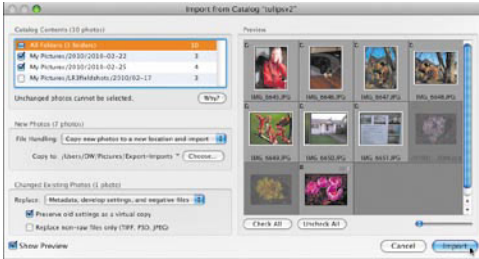 Import from Catalog "tulipsx2"
Catalog Contents (10 photos)
All Folders (3 folders) 10
My Pictures/2010/2010-02-22 3
My Pictures/2010/2010-02-25 4
My Pictures/LR3fieldshots/2010/02-17 3
Unchanged photos cannot be selected. Why?
New Photos (7 photos)
File Handling: Copy new photos to a new location and import
Copy to: /Users/DW/Pictures/Export-Imports Choose...
Changed Existing Photos (1 photo)
Replace: Metadata, develop settings, and negative files
Preserve old settings as a virtual copy
Replace non-raw files only (TIFF, PSD, JPEG)
Show Preview
Preview
IMG_6645.JPG IMG_6646.JPG IMG_6647.JPG IMG_6648.JPG
IMG_6649.JPG IMG_6650.JPG IMG_6651.JPG
Check All Uncheck All
Cancel Import